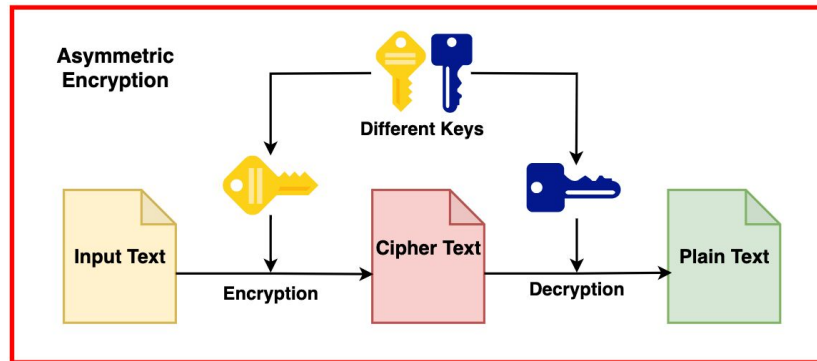 Asymmetric
Encryption
Different Keys
Input Text
Cipher Text
Plain Text
Encryption
Decryption